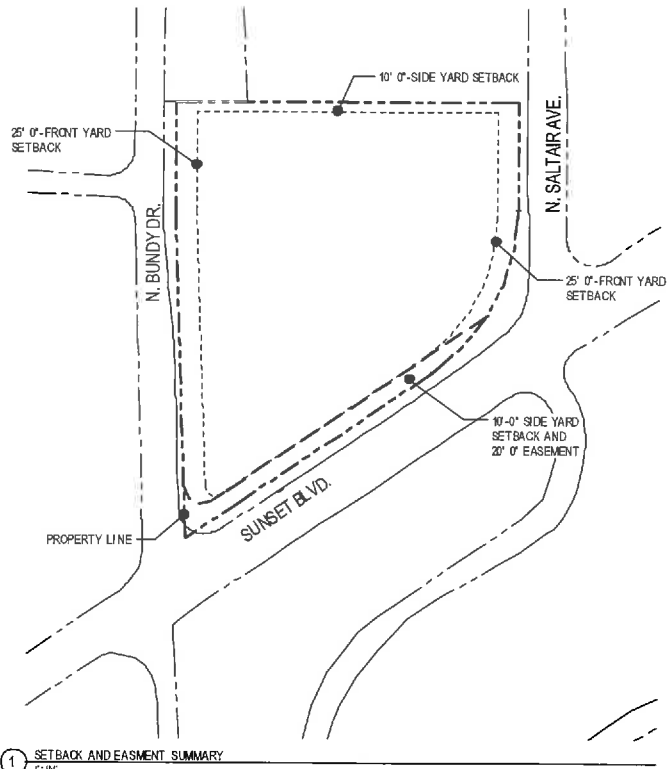 10' 0"-SIDE YARD SETBACK
25' 0"-FRONT YARD
SETBACK
N. SALTAIR AVE.
N. BUNDY DR.
25' 0"-FRONT YARD
SETBACK
10'-0" SIDE YARD
SETBACK AND
20' 0" EASEMENT
SUNSET BLVD.
PROPERTY LINE
1 SETBACK AND EASMENT SUMMARY